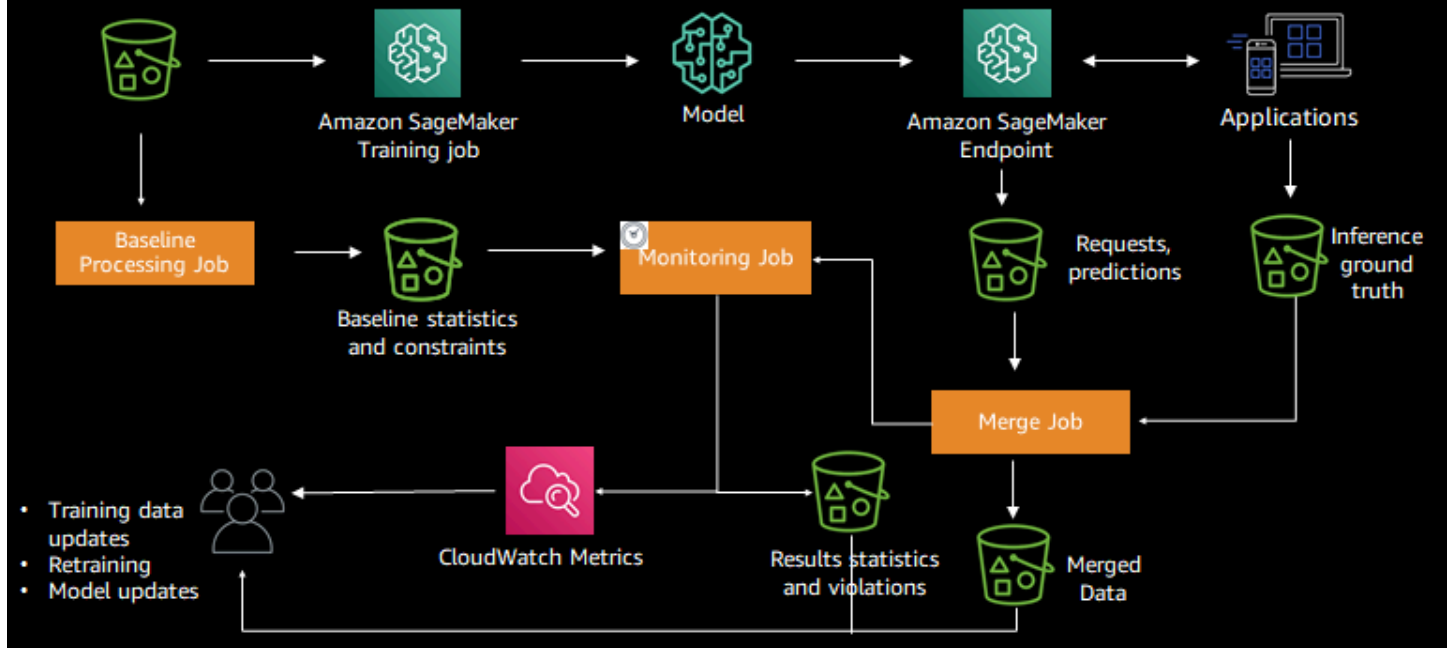 Amazon SageMaker
Training job
Model
Amazon SageMaker
Endpoint
Applications
Baseline
Processing Job
Baseline statistics
and constraints
Monitoring Job
Requests,
predictions
Inference
ground
truth
Merge Job
• Training data
updates
• Retraining
• Model updates
CloudWatch Metrics
Results statistics
and violations
Merged
Data